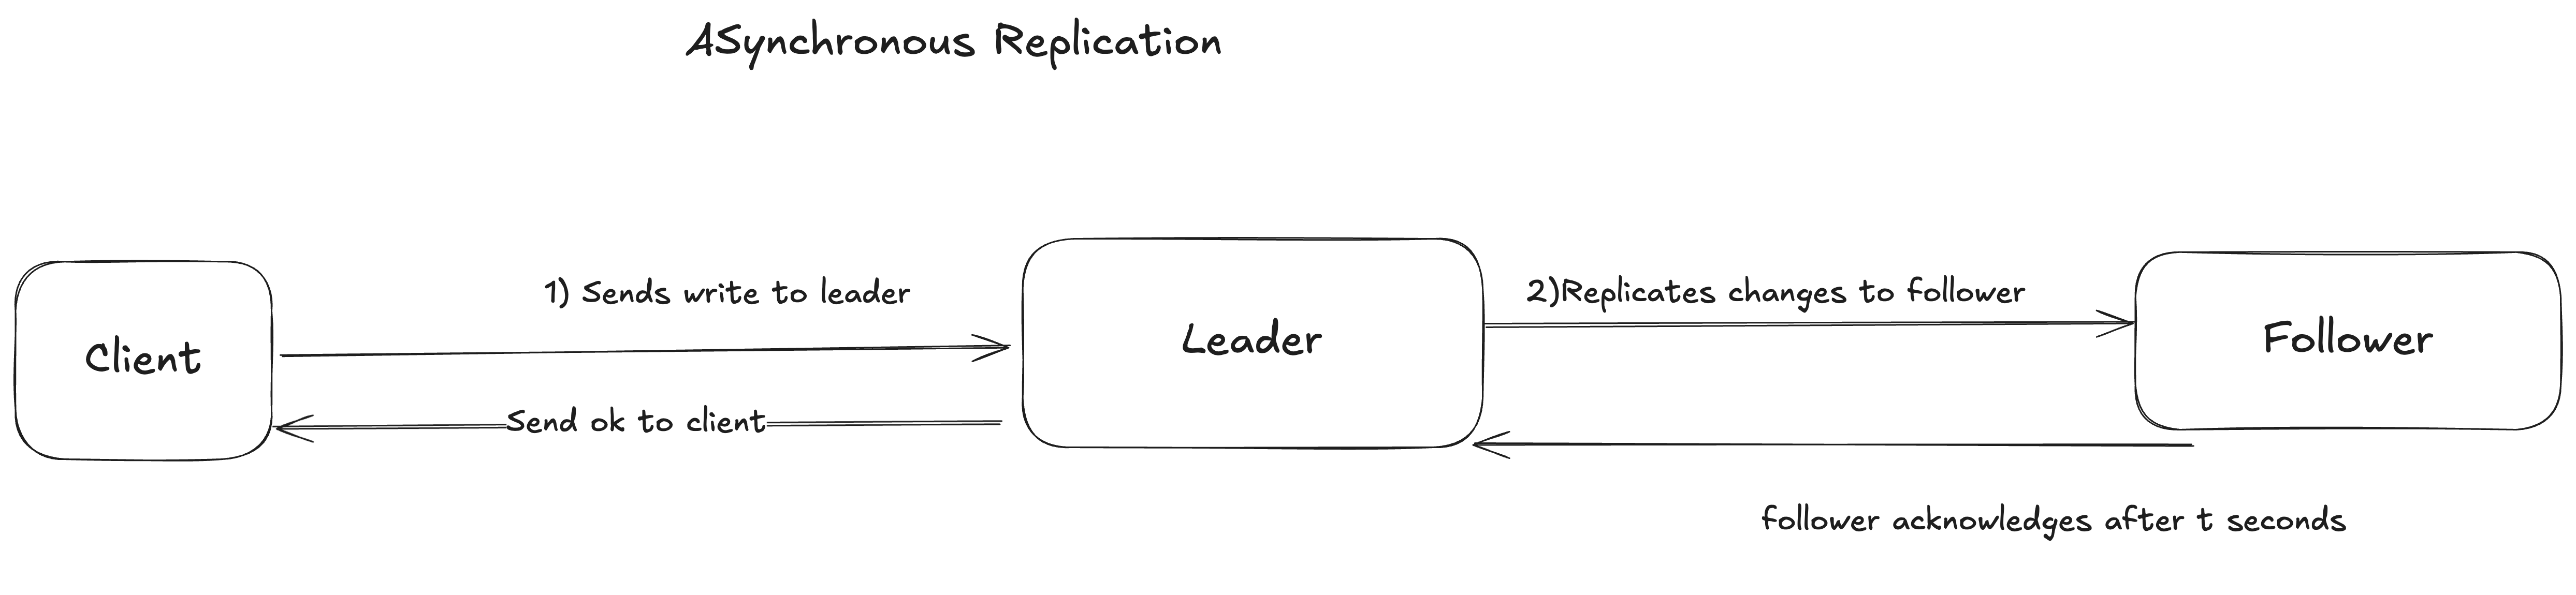 ASynchronous Replication
1) Sends write to leader
2)Replicates changes to follower
Client
Leader
Follower
Send ok to client
follower acknowledges after t seconds